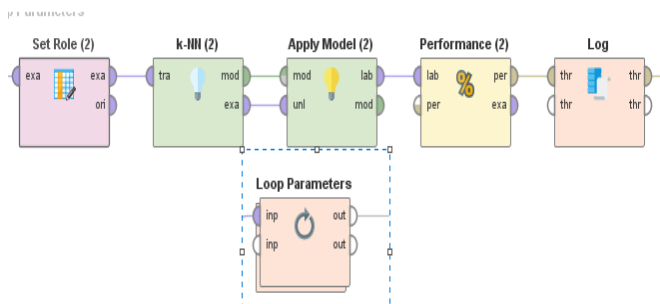 p Parameters
Set Role (2) k-NN (2) Apply Model (2) Performance (2) Log
exa exa tra mod mod lab lab per thr thr
ori exa unl mod per exa thr thr
Loop Parameters
inp out
inp out